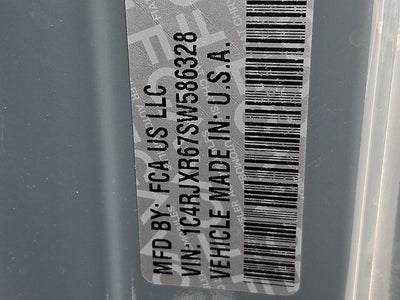 MFD BY: FCA US LLC
VIN: 1C4RJXR67SW586328
VEHICLE MADE IN: U.S.A.